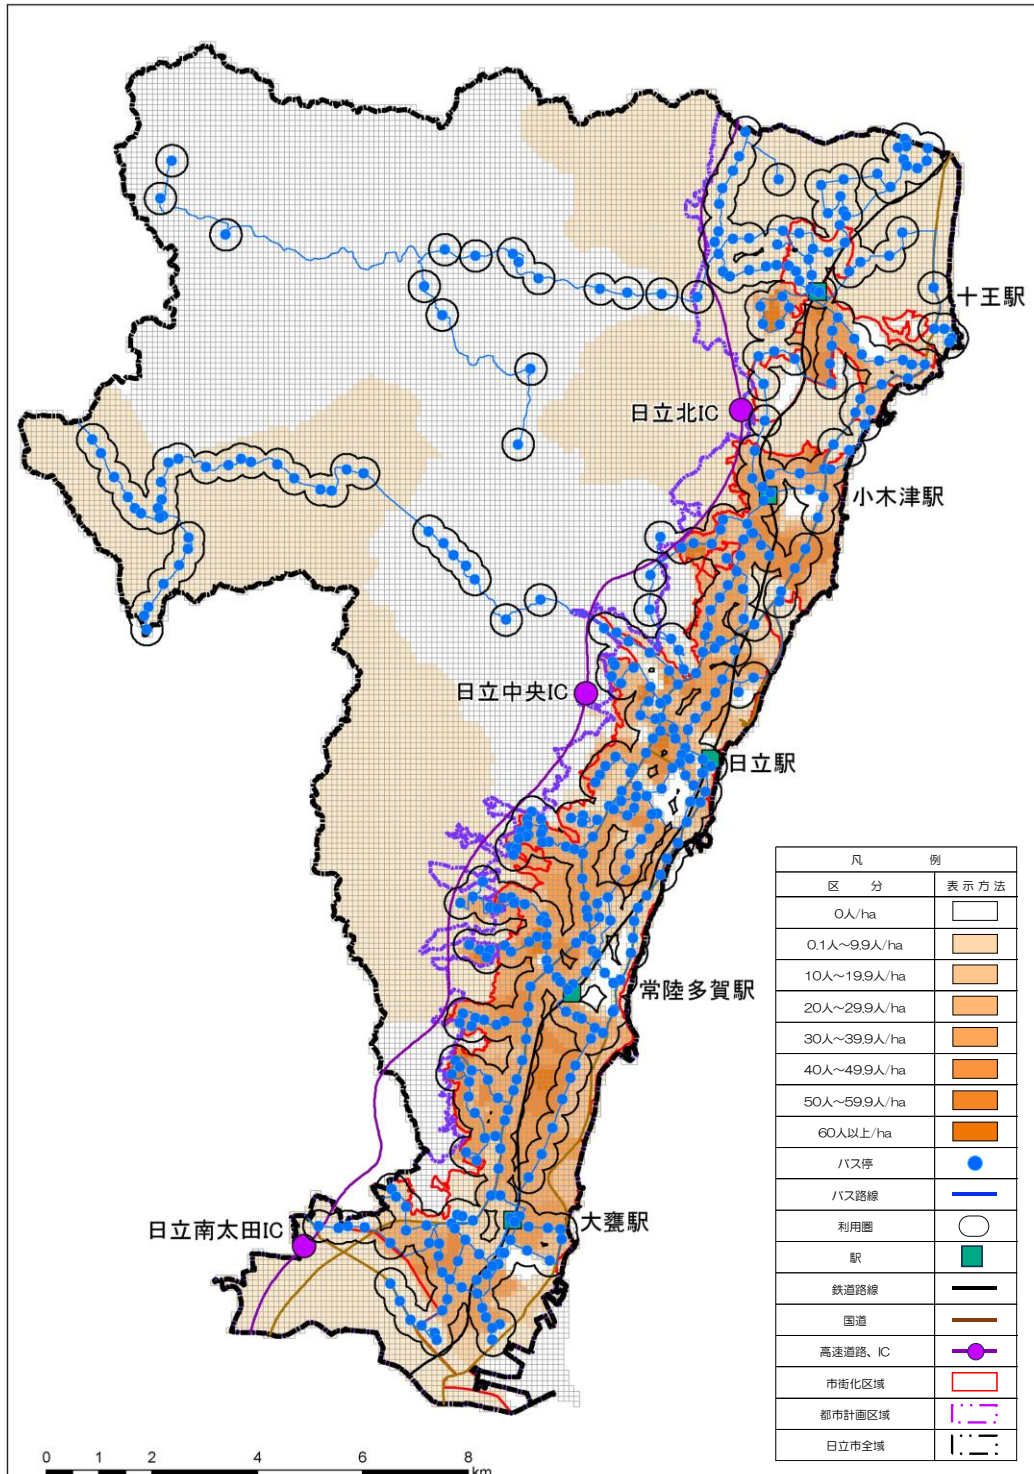 十王駅
日立北IC
小木津駅
日立中央IC
日立駅
常陸多賀駅
日立南太田IC
大甕駅
凡 例
区 分 表示方法
0人/ha
0.1人～9.9人/ha
10人～19.9人/ha
20人～29.9人/ha
30人～39.9人/ha
40人～49.9人/ha
50人～59.9人/ha
60人以上/ha
バス停
バス路線
利用圏
駅
鉄道路線
国道
高速道路、IC
市街化区域
都市計画区域
日立市全域
0 1 2 4 6 8
km